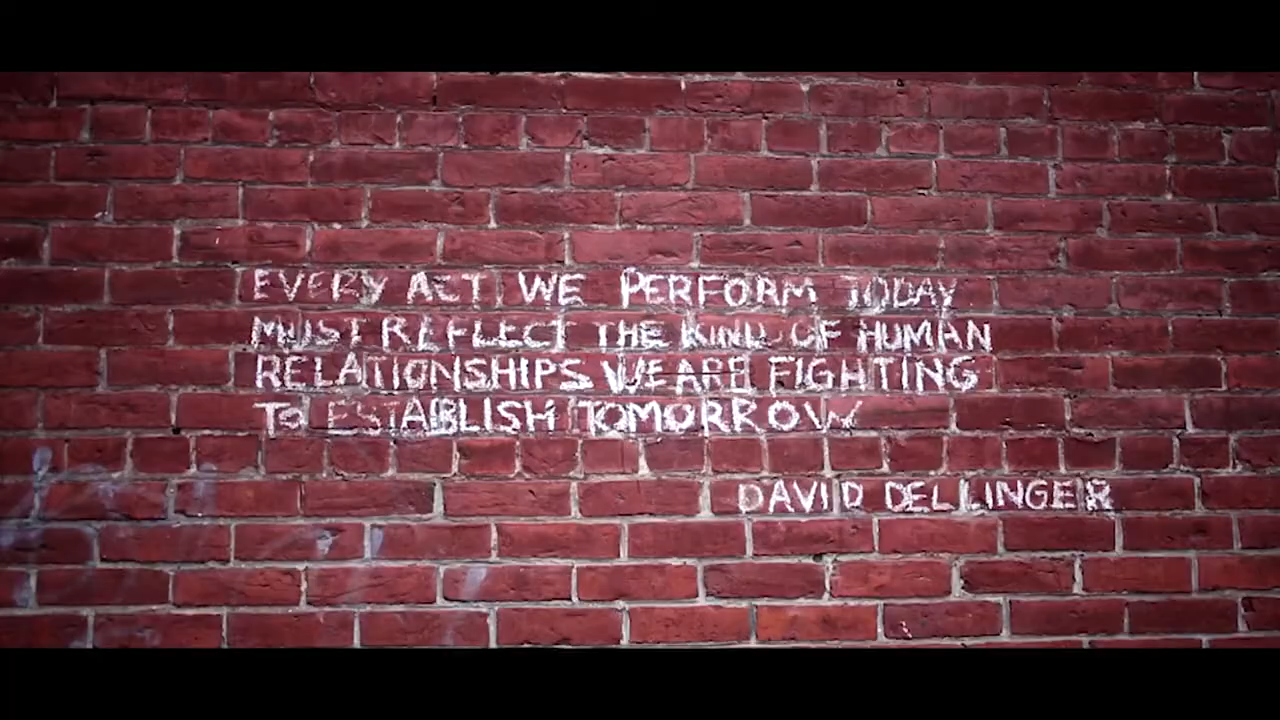 EVERY ACT WE PERFORM TODAY
MUST REFLECT THE KIND OF HUMAN
RELATIONSHIPS WE ARE FIGHTING
TO ESTABLISH TOMORROW
DAVID DELLINGER